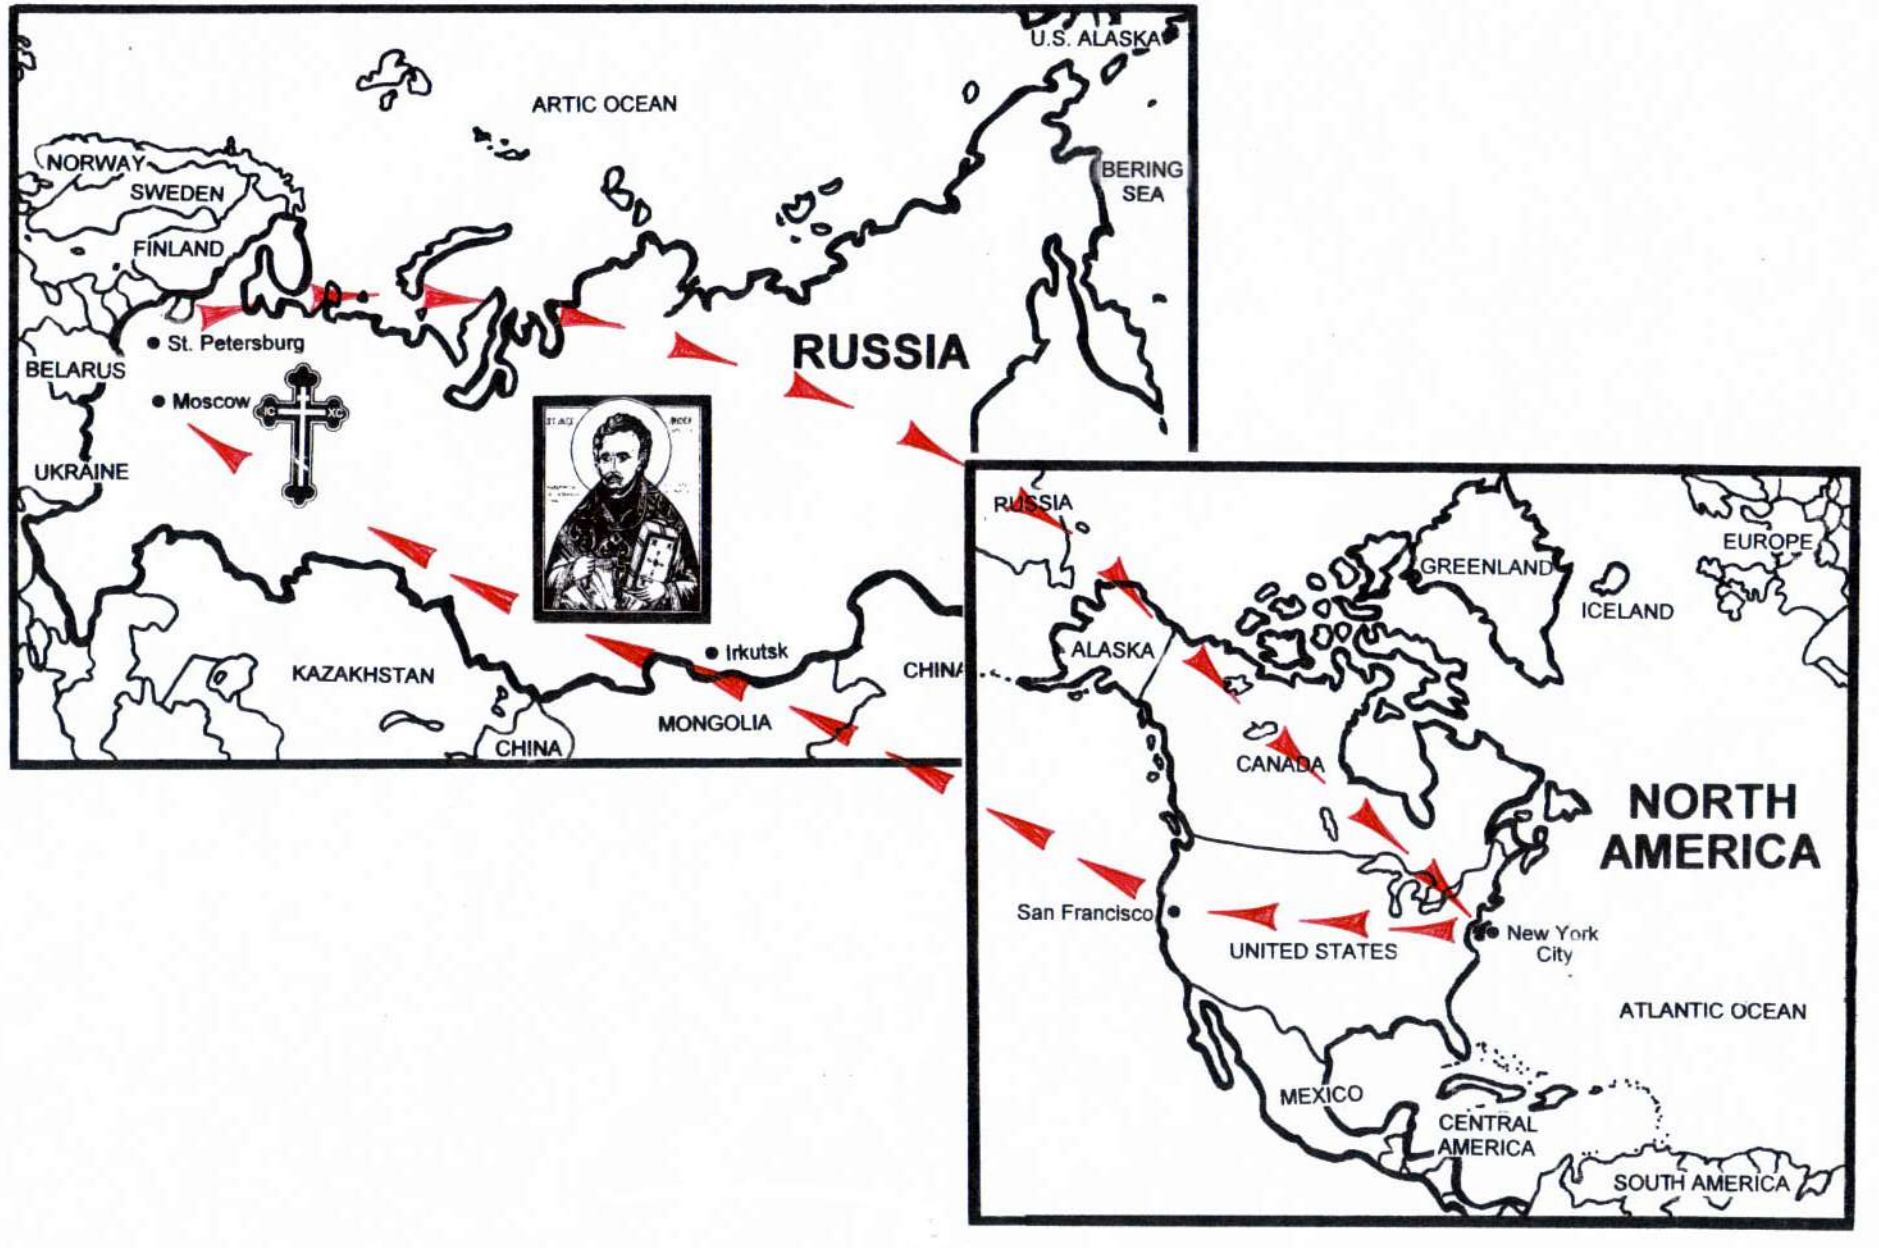 U.S. ALASKA
ARTIC OCEAN
NORWAY
SWEDEN
FINLAND
BERING
SEA
St. Petersburg
RUSSIA
BELARUS
Moscow
IC XC
UKRAINE
Irkutsk
KAZAKHSTAN
MONGOLIA
CHINA
CHINA
RUSSIA
GREENLAND
EUROPE
ICELAND
ALASKA
CANADA
NORTH
AMERICA
San Francisco
UNITED STATES
New York
City
ATLANTIC OCEAN
MEXICO
CENTRAL
AMERICA
SOUTH AMERICA